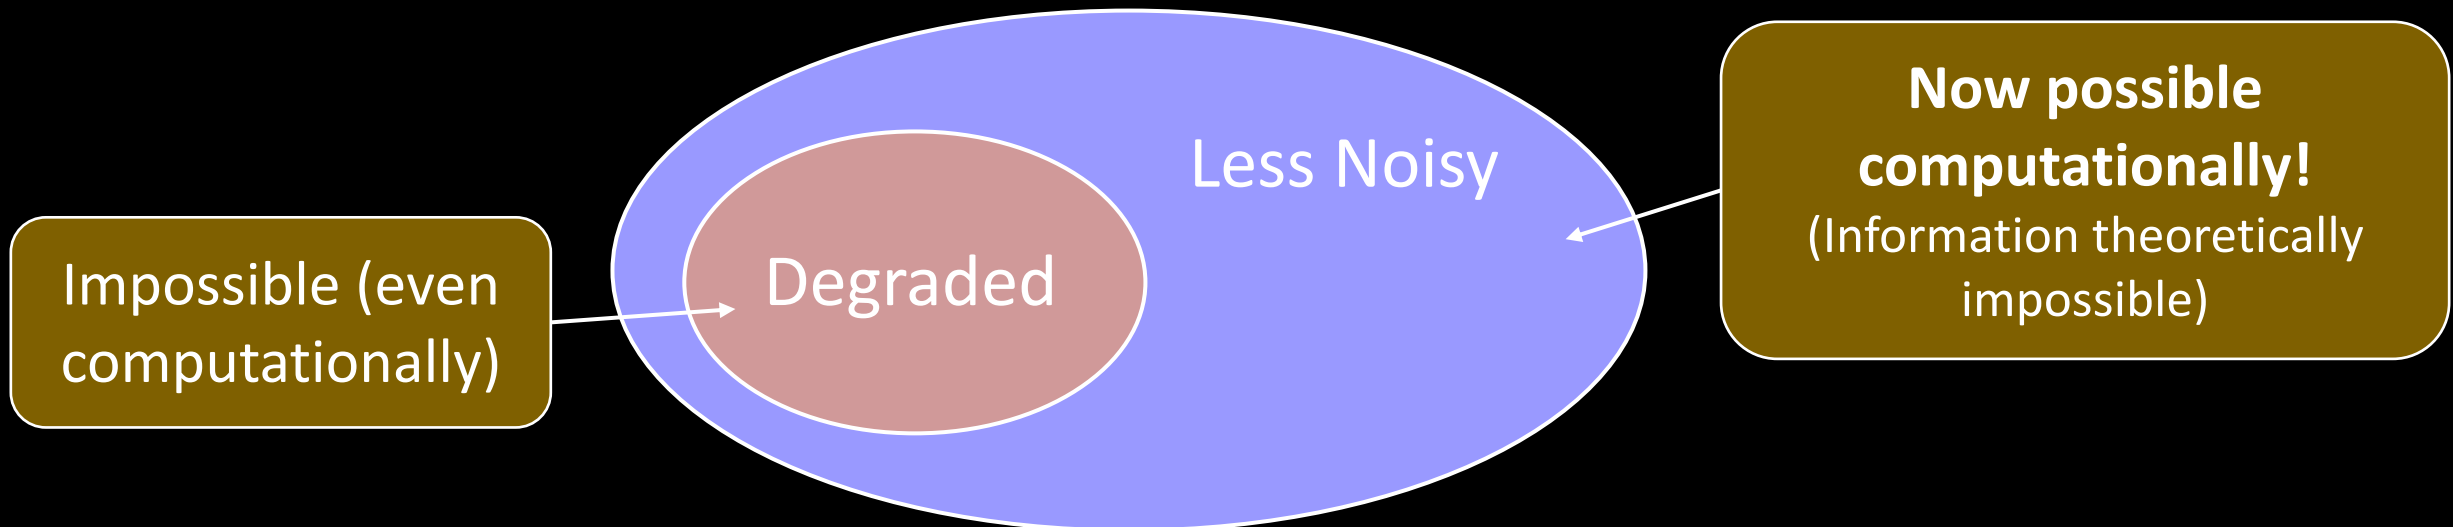 Impossible (even
computationally)
Degraded
Less Noisy
Now possible
computationally!
(Information theoretically
impossible)